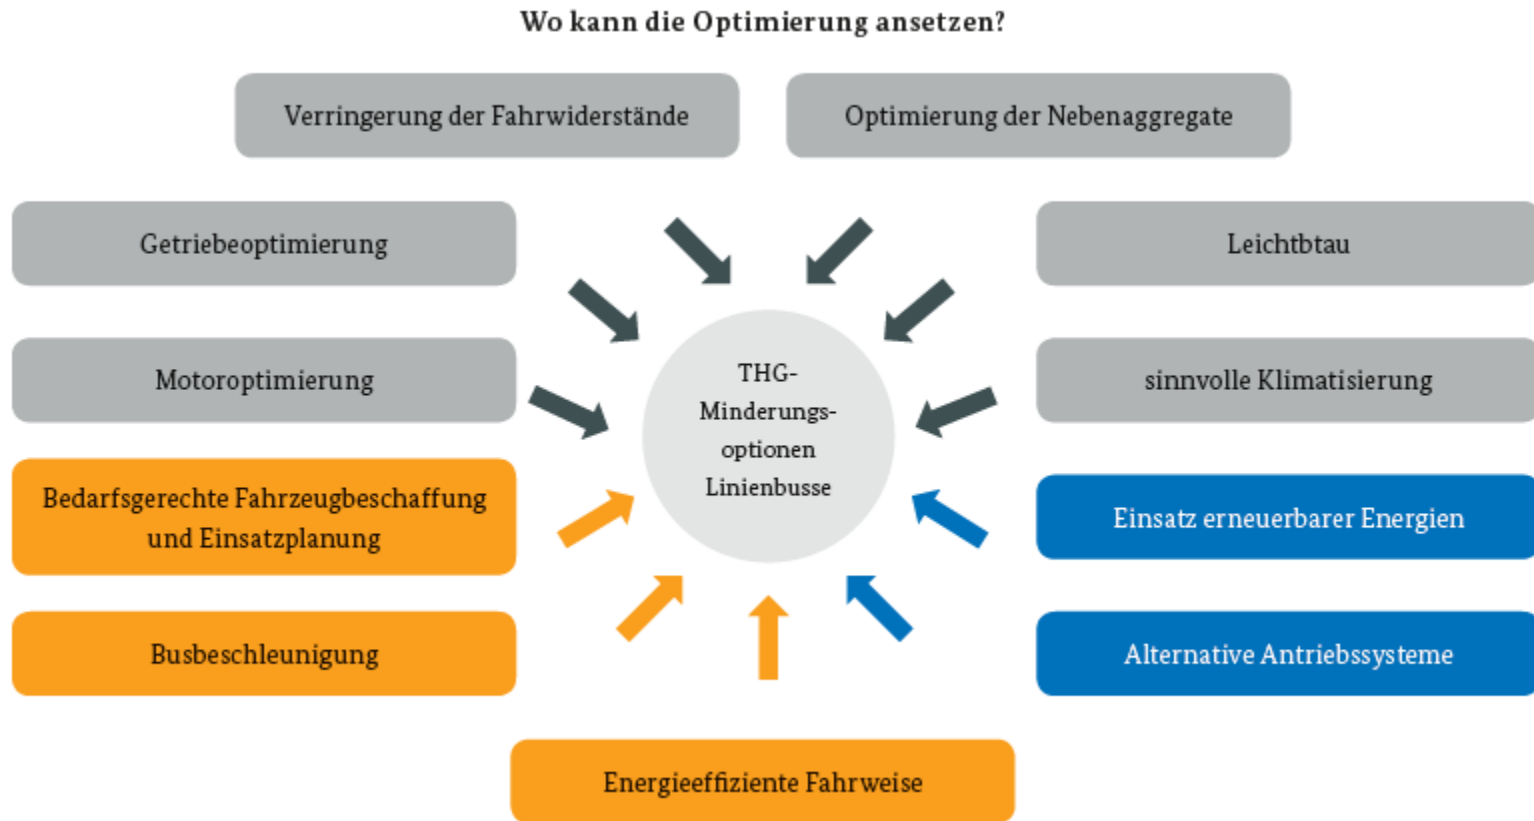 Wo kann die Optimierung ansetzen?
Verringerung der Fahrwiderstände
Optimierung der Nebenaggregate
Getriebeoptimierung
Leichtbtau
Motoroptimierung
sinnvolle Klimatisierung
THG-
Minderungs-
optionen
Linienbusse
Bedarfsgerechte Fahrzeugbeschaffung
und Einsatzplanung
Einsatz erneuerbarer Energien
Busbeschleunigung
Alternative Antriebssysteme
Energieeffiziente Fahrweise